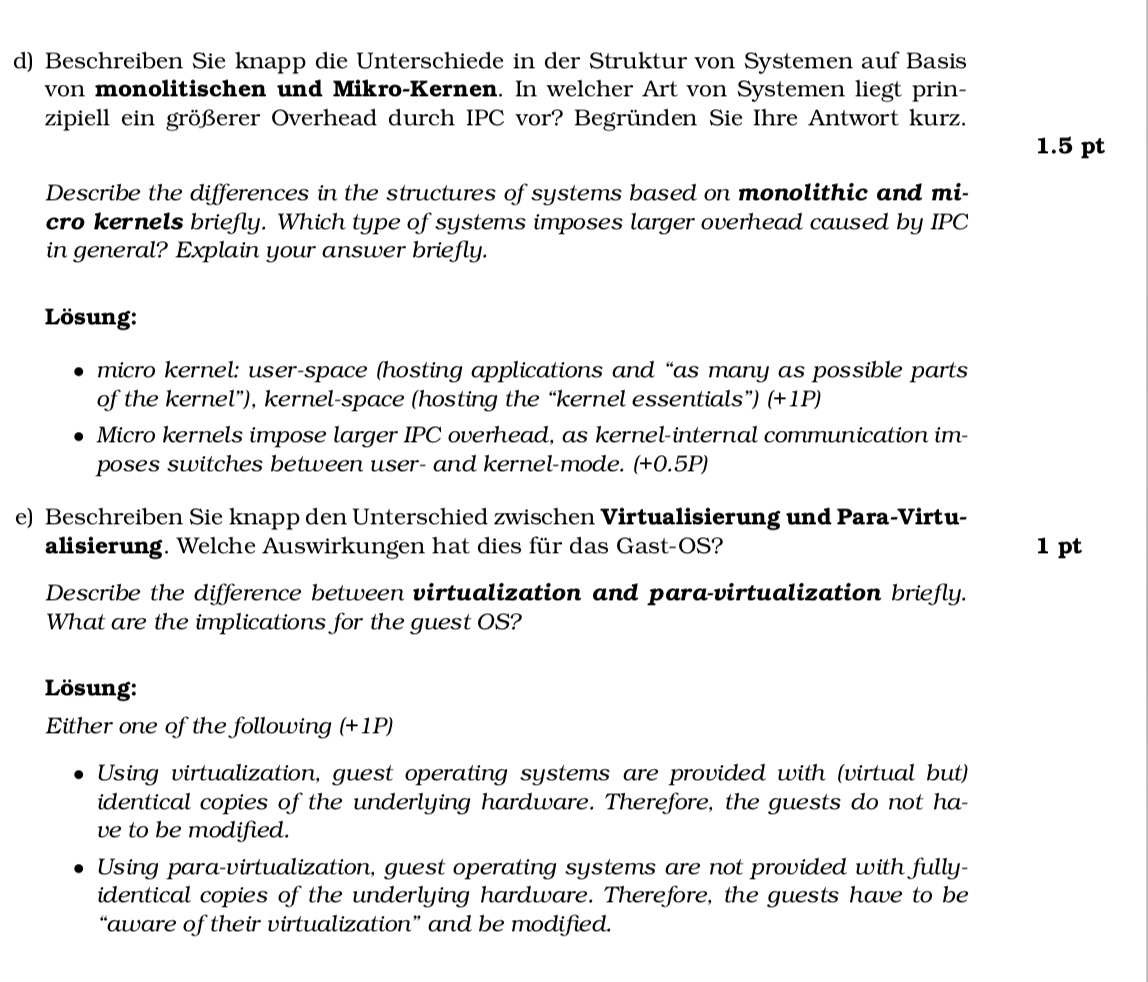 d) Beschreiben Sie knapp die Unterschiede in der Struktur von Systemen auf Basis
von monolitischen und Mikro-Kernen. In welcher Art von Systemen liegt prin-
zipiell ein größerer Overhead durch IPC vor? Begründen Sie Ihre Antwort kurz.
1.5 pt
Describe the differences in the structures of systems based on monolithic and mi-
cro kernels briefly. Which type of systems imposes larger overhead caused by IPC
in general? Explain your answer briefly.
Lösung:
• micro kernel: user-space (hosting applications and “as many as possible parts
of the kernel”), kernel-space (hosting the “kernel essentials”) (+1P)
• Micro kernels impose larger IPC overhead, as kernel-internal communication im-
poses switches between user- and kernel-mode. (+0.5P)
e) Beschreiben Sie knapp den Unterschied zwischen Virtualisierung und Para-Virtu-
alisierung. Welche Auswirkungen hat dies für das Gast-OS?
1 pt
Describe the difference between virtualization and para-virtualization briefly.
What are the implications for the guest OS?
Lösung:
Either one of the following (+1P)
• Using virtualization, guest operating systems are provided with (virtual but)
identical copies of the underlying hardware. Therefore, the guests do not ha-
ve to be modified.
• Using para-virtualization, guest operating systems are not provided with fully-
identical copies of the underlying hardware. Therefore, the guests have to be
“aware of their virtualization” and be modified.